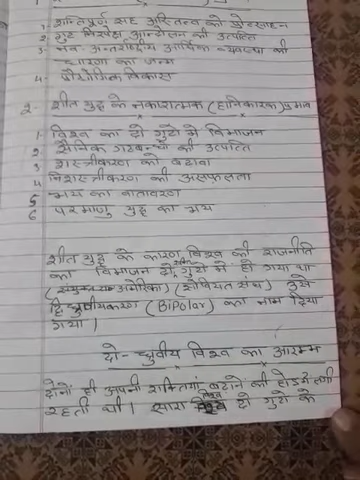 1. शान्तिपूर्ण सह अस्तित्व को प्रोत्साहन
2. गुट निरपेक्ष आन्दोलन की उत्पत्ति
3. नव अन्तर्राष्ट्रीय आर्थिक व्यवस्था की
धारणा का जन्म
4. प्रौद्योगिक विकास
2- शीत युद्ध के नकारात्मक (हानिकारक) प्रभाव
1. विश्व का दो गुटों में विभाजन
2 सैनिक गठबन्धनों की उत्पत्ति
3 शस्त्रीकरण को बढावा
4 निशस्त्रीकरण की असफलता
5 भय का वातावरण
6 परमाणु युद्ध का भय
शीत युद्ध के कारण विश्व की राजनीति
का विभाजन दो गुटों में हो गया था
(संयुक्त राज्य अमेरिका) (सोवियत संघ) उसे
द्वि-ध्रुवीयकरण (BiPolar) का नाम दिया
गया।
दो-ध्रुवीय विश्व का आरम्भ
दोनों ही अपनी शक्तियां बढाने की होड में लगी
रहती थी। सारा विश्व दो गुटों के